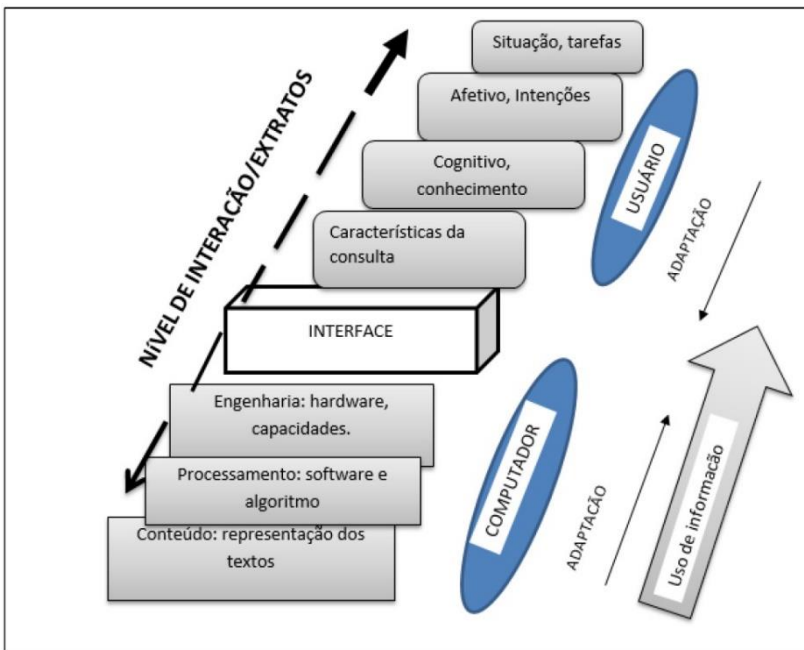 Situação, tarefas
Afetivo, Intenções
Cognitivo,
conhecimento
Características da
consulta
INTERFACE
Engenharia: hardware,
capacidades.
Processamento: software e
algoritmo
Conteúdo: representação dos
textos
NíVEL DE INTERAÇÃO/EXTRATOS
USUÁRIO
ADAPTAÇÃO
COMPUTADOR
ADAPTAÇÃO
Uso de informacão